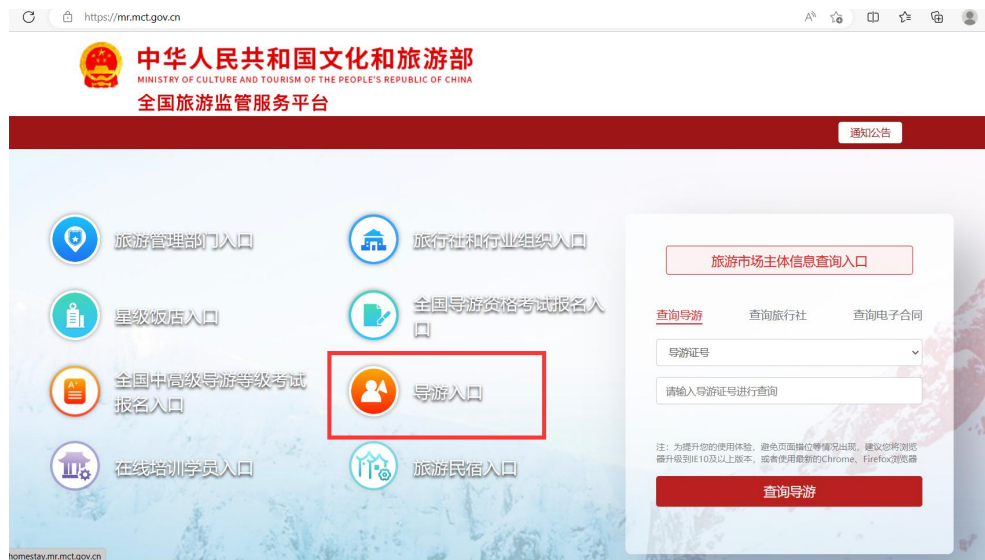 https://mr.mct.gov.cn
中华人民共和国文化和旅游部
MINISTRY OF CULTURE AND TOURISM OF THE PEOPLE'S REPUBLIC OF CHINA
全国旅游监管服务平台
通知公告
旅游管理部门入口
旅行社和行业组织入口
星级饭店入口
全国导游资格考试报名入
口
全国中高级导游等级考试
报名入口
导游入口
在线培训学员入口
旅游民宿入口
旅游市场主体信息查询入口
查询导游 查询旅行社 查询电子合同
导游证号
请输入导游证号进行查询
注：为提升您的使用体验，避免页面错位等情况出现，建议您将浏览
器升级到IE10及以上版本，或者使用最新的Chrome、Firefox浏览器
查询导游
homestay.mr.mct.gov.cn